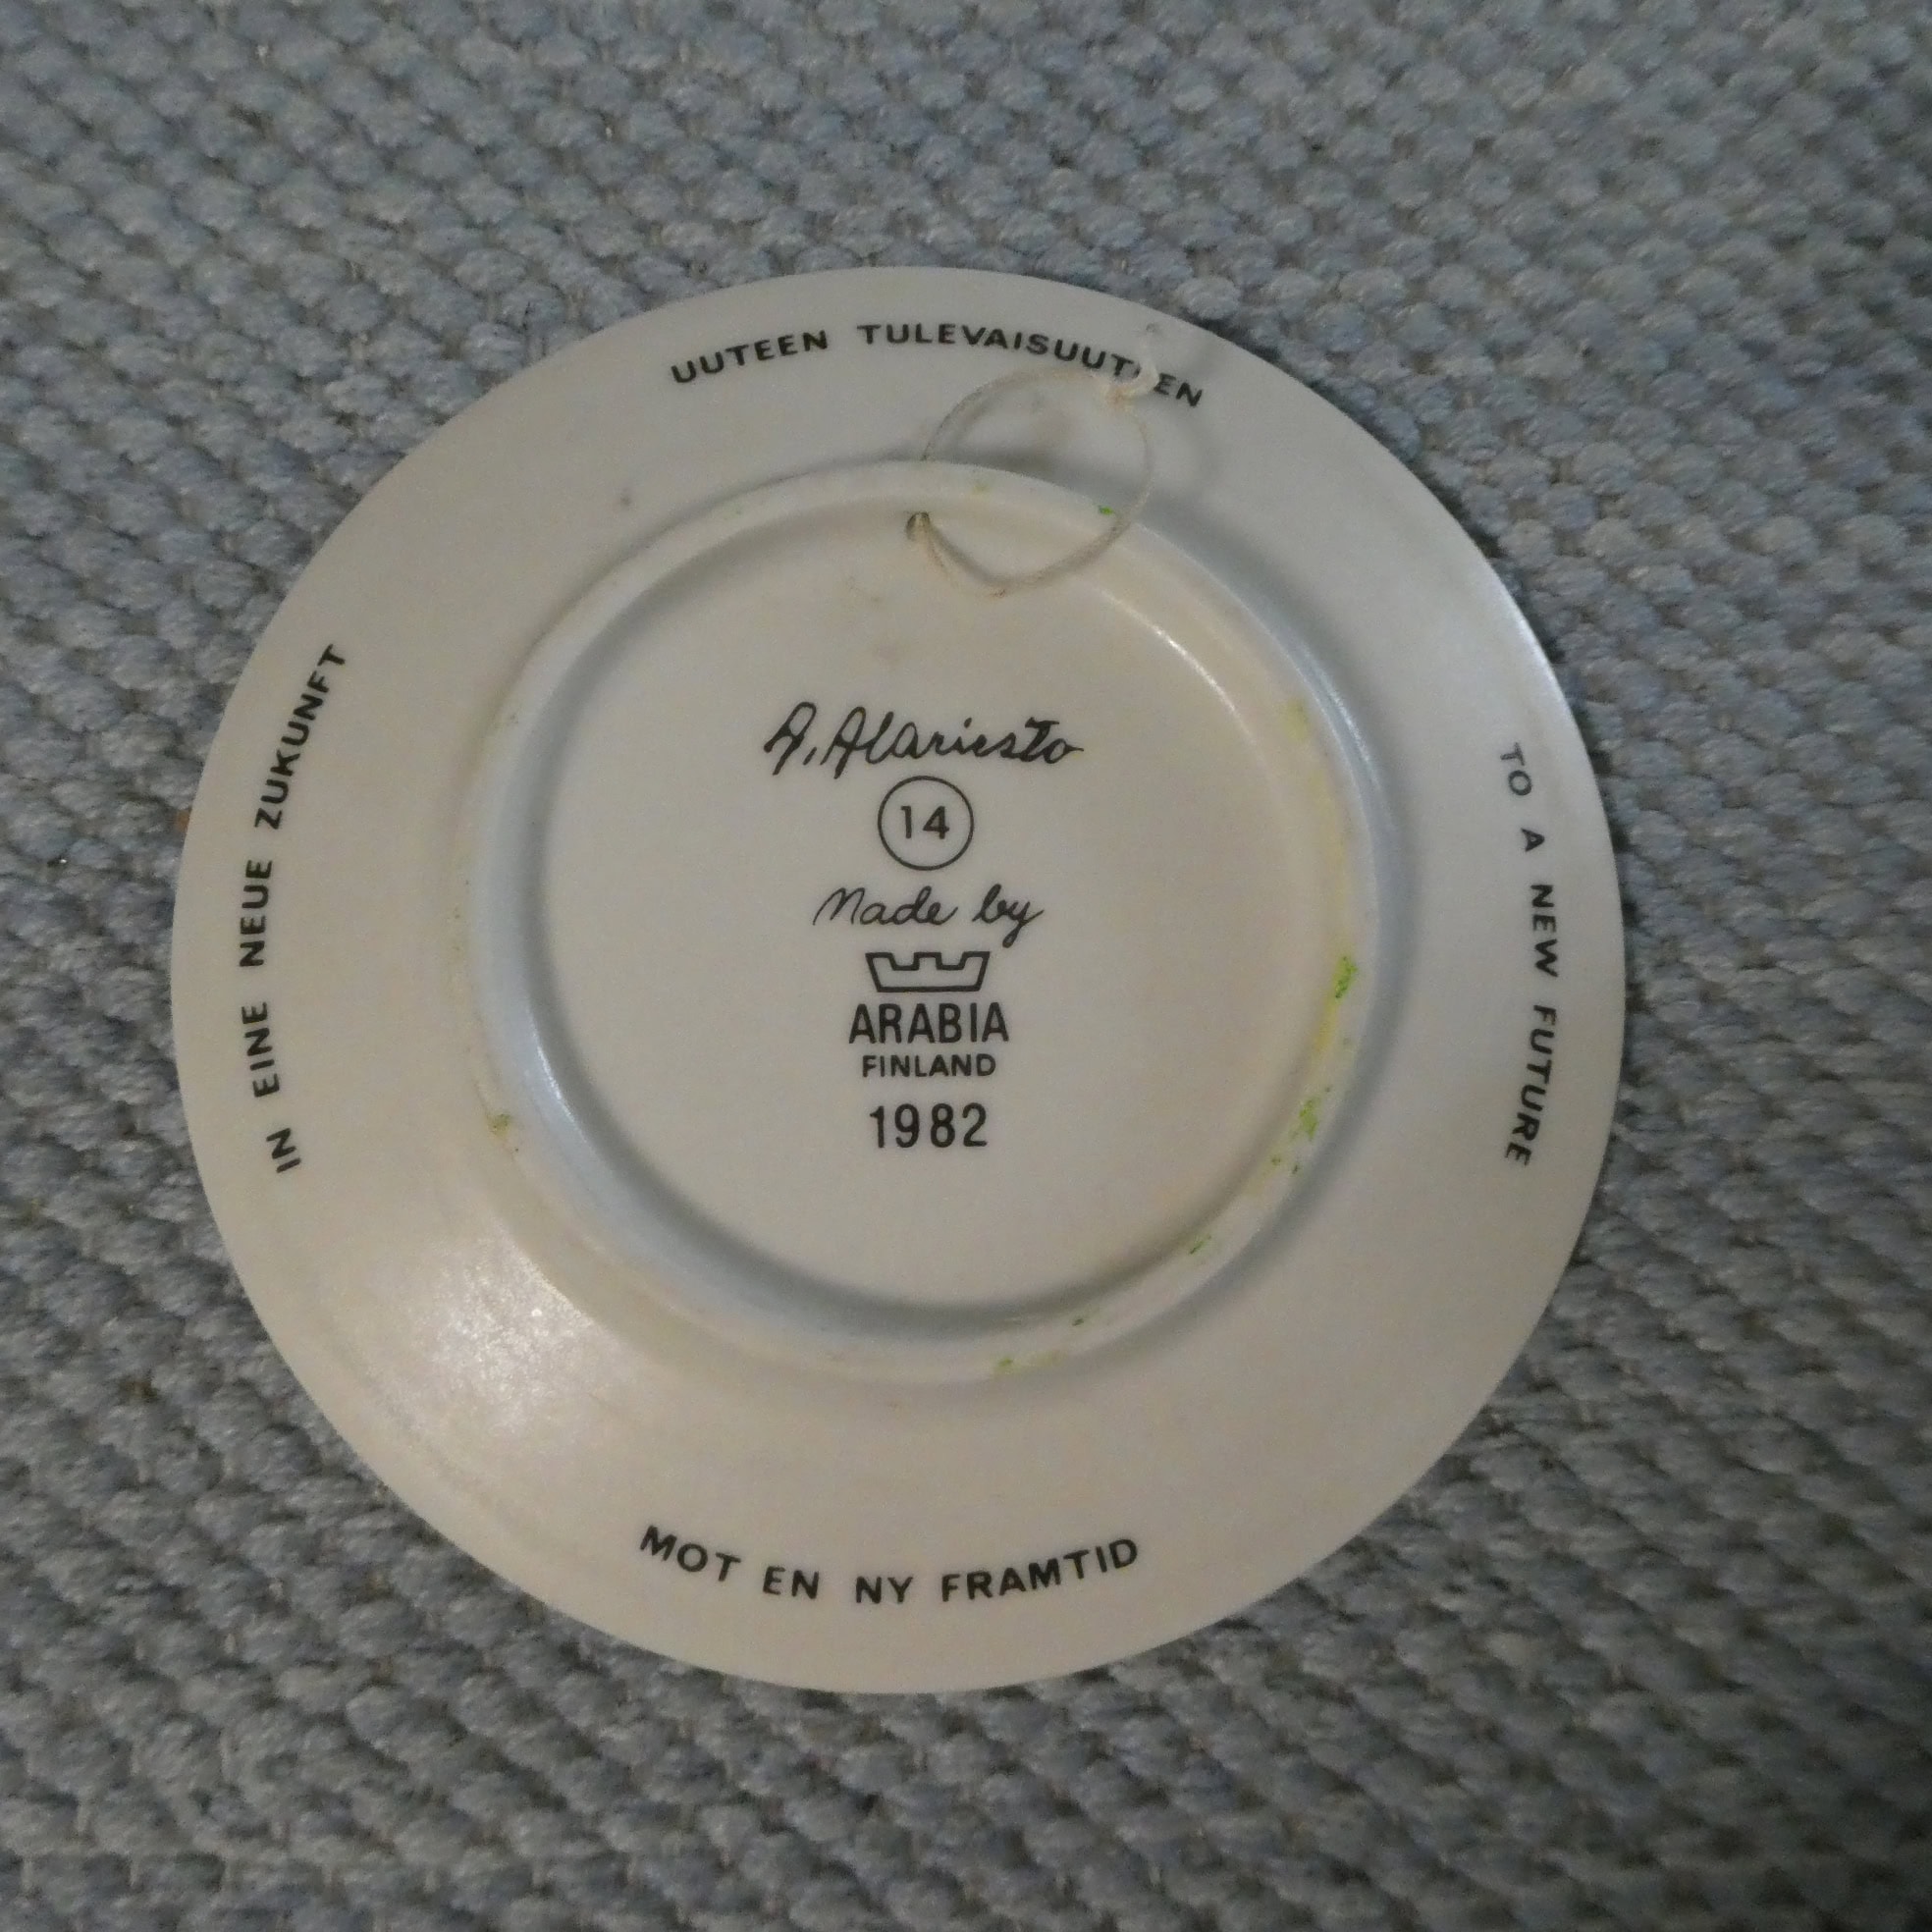 UUTEEN TULEVAISUUTEEN
IN EINE NEUE ZUKUNFT
TO A NEW FUTURE
A. Alariesto
14
Made by
ARABIA
FINLAND
1982
MOT EN NY FRAMTID